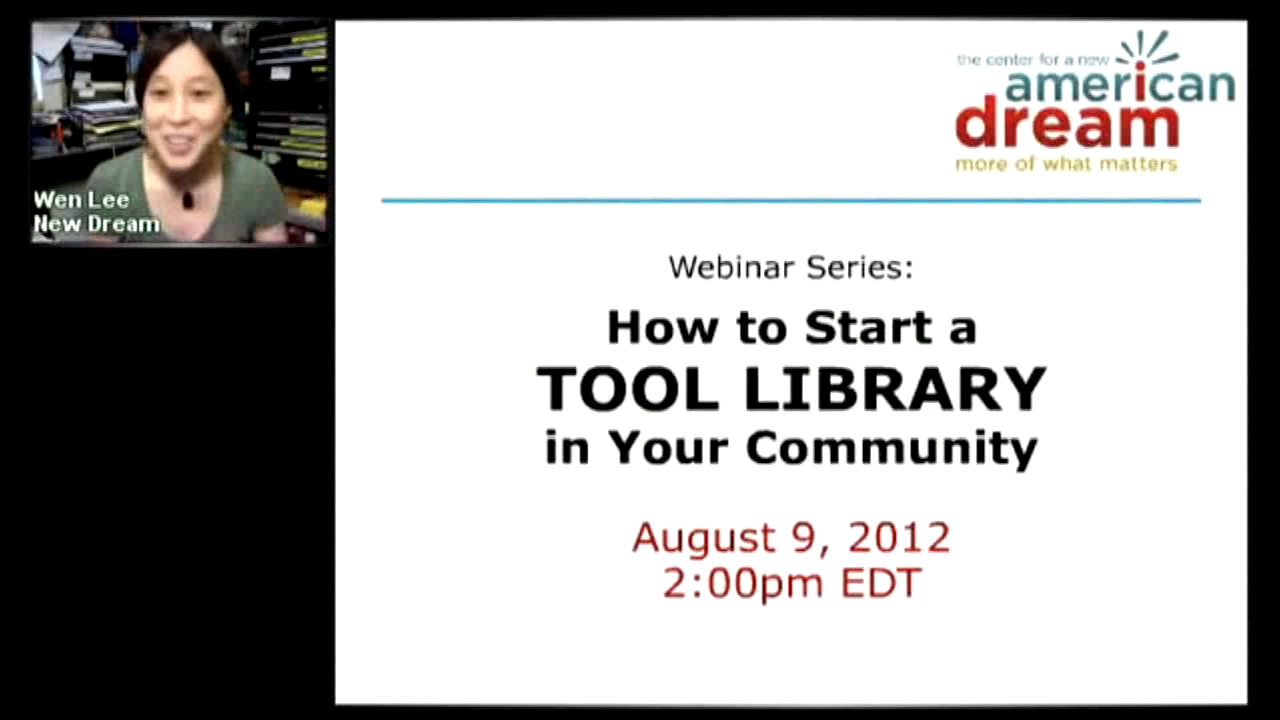 Wen Lee
New Dream
the center for a new
american
dream
more of what matters
Webinar Series:
How to Start a
TOOL LIBRARY
in Your Community
August 9, 2012
2:00pm EDT